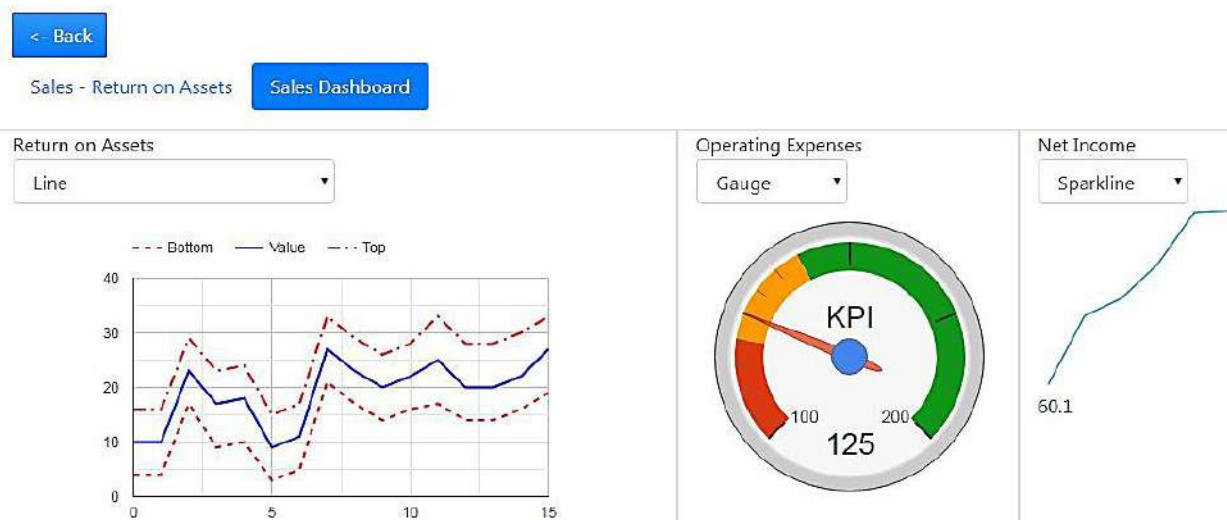 <- Back
Sales - Return on Assets
Sales Dashboard
Return on Assets
Line
Bottom
Value
Top
40
30
20
10
0
0
5
10
15
Operating Expenses
Gauge
KPI
100
200
125
Net Income
Sparkline
60.1